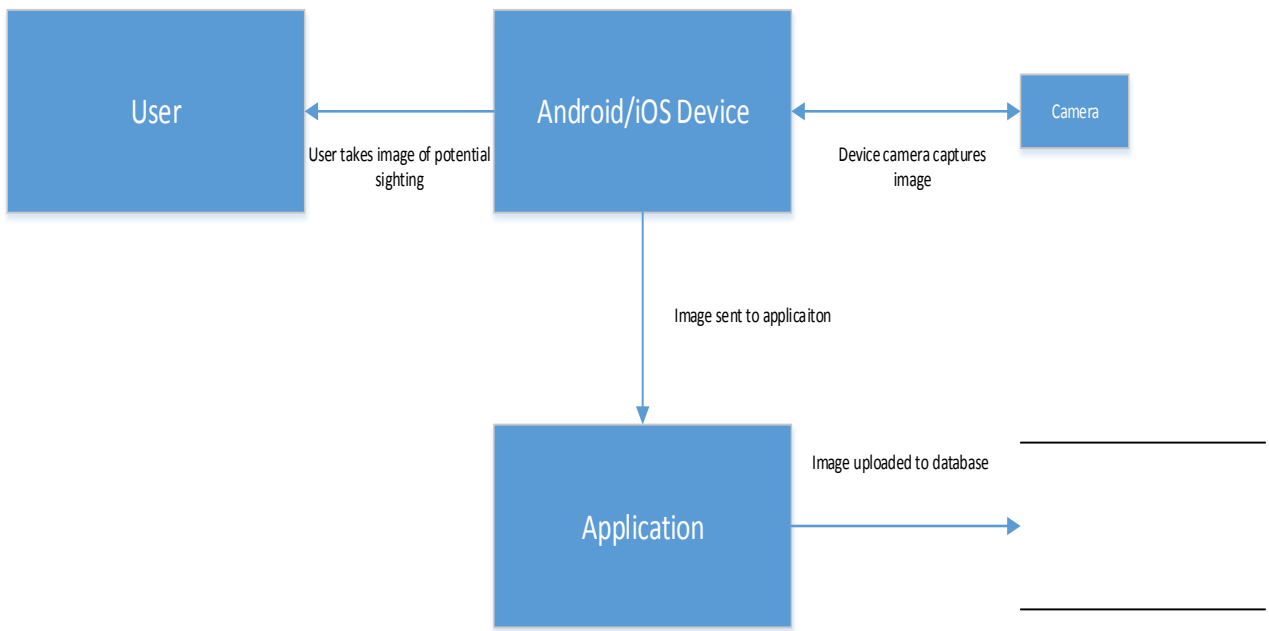 User
Android/iOS Device
Camera
User takes image of potential
sighting
Device camera captures
image
Image sent to applicaiton
Image uploaded to database
Application